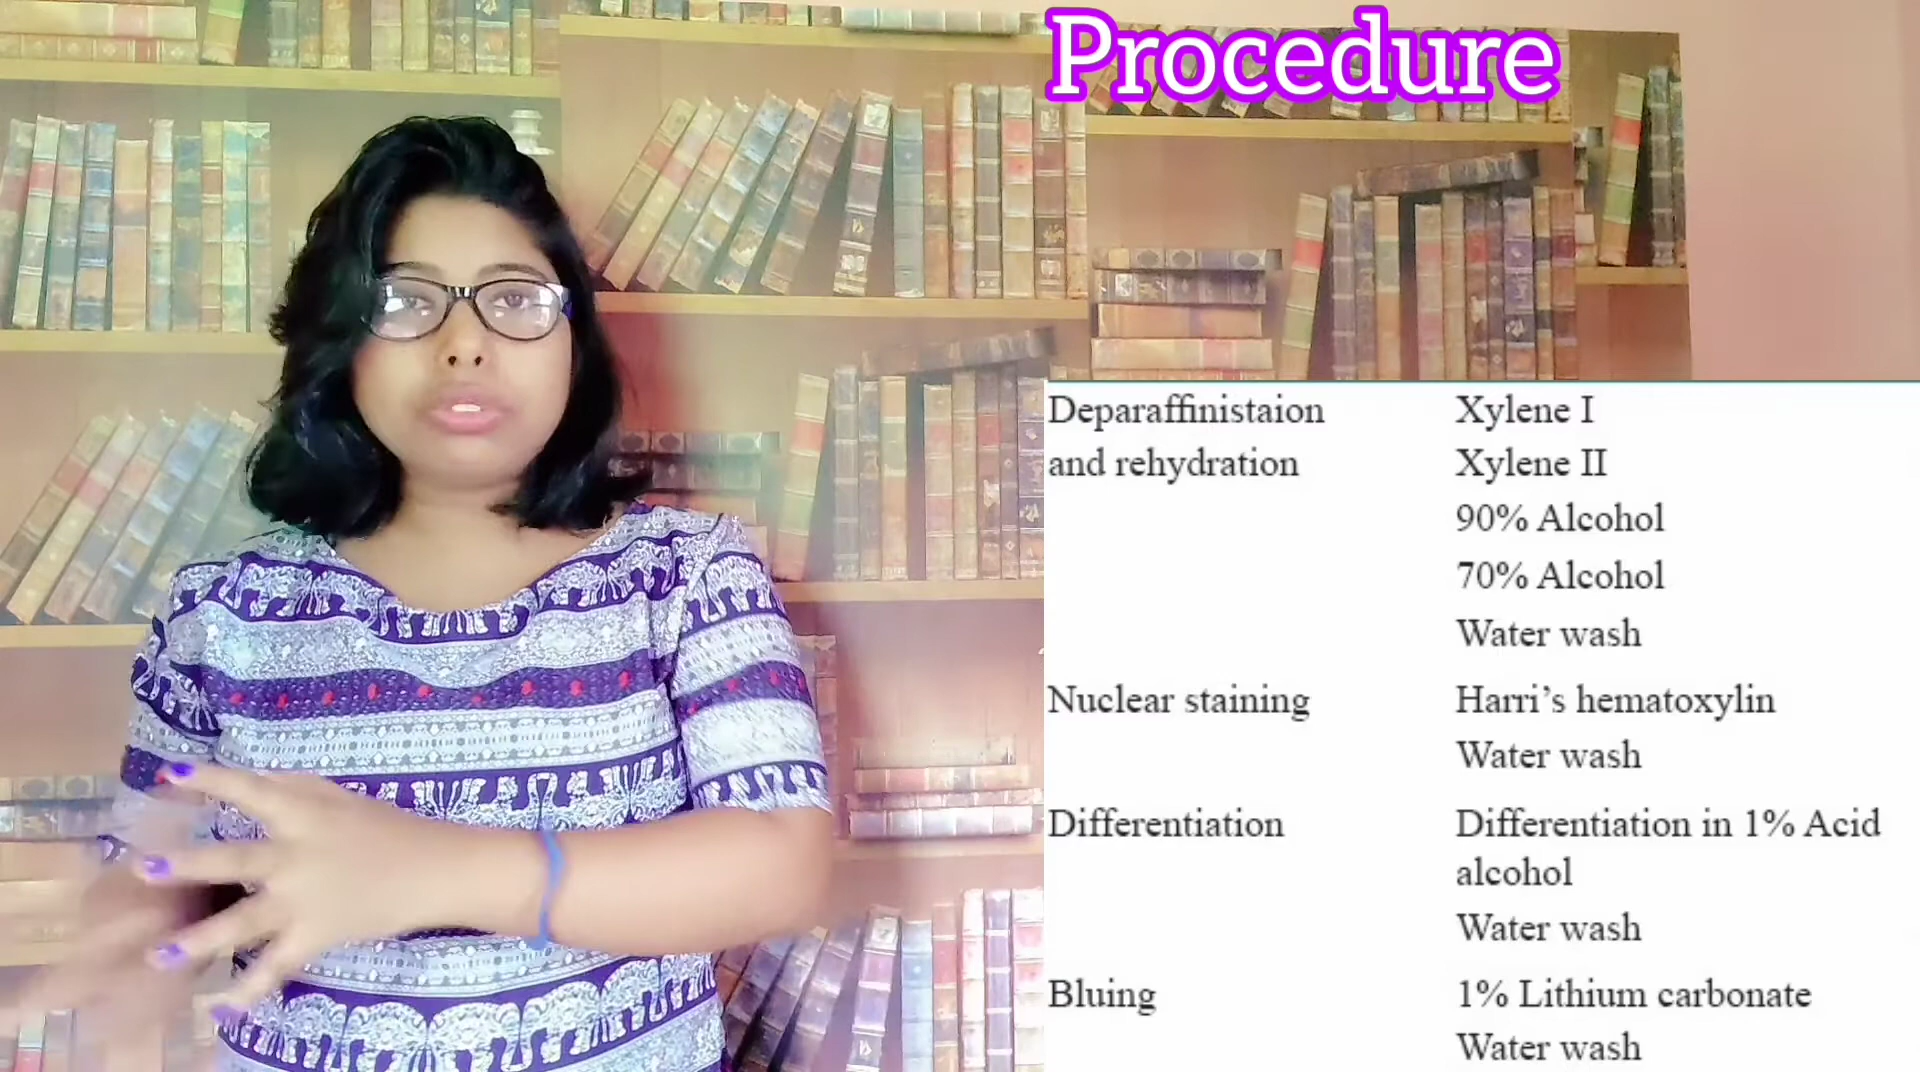 Procedure
Deparaffinistaion Xylene I
and rehydration Xylene II
90% Alcohol
70% Alcohol
Water wash
Nuclear staining Harri’s hematoxylin
Water wash
Differentiation Differentiation in 1% Acid
alcohol
Water wash
Bluing 1% Lithium carbonate
Water wash